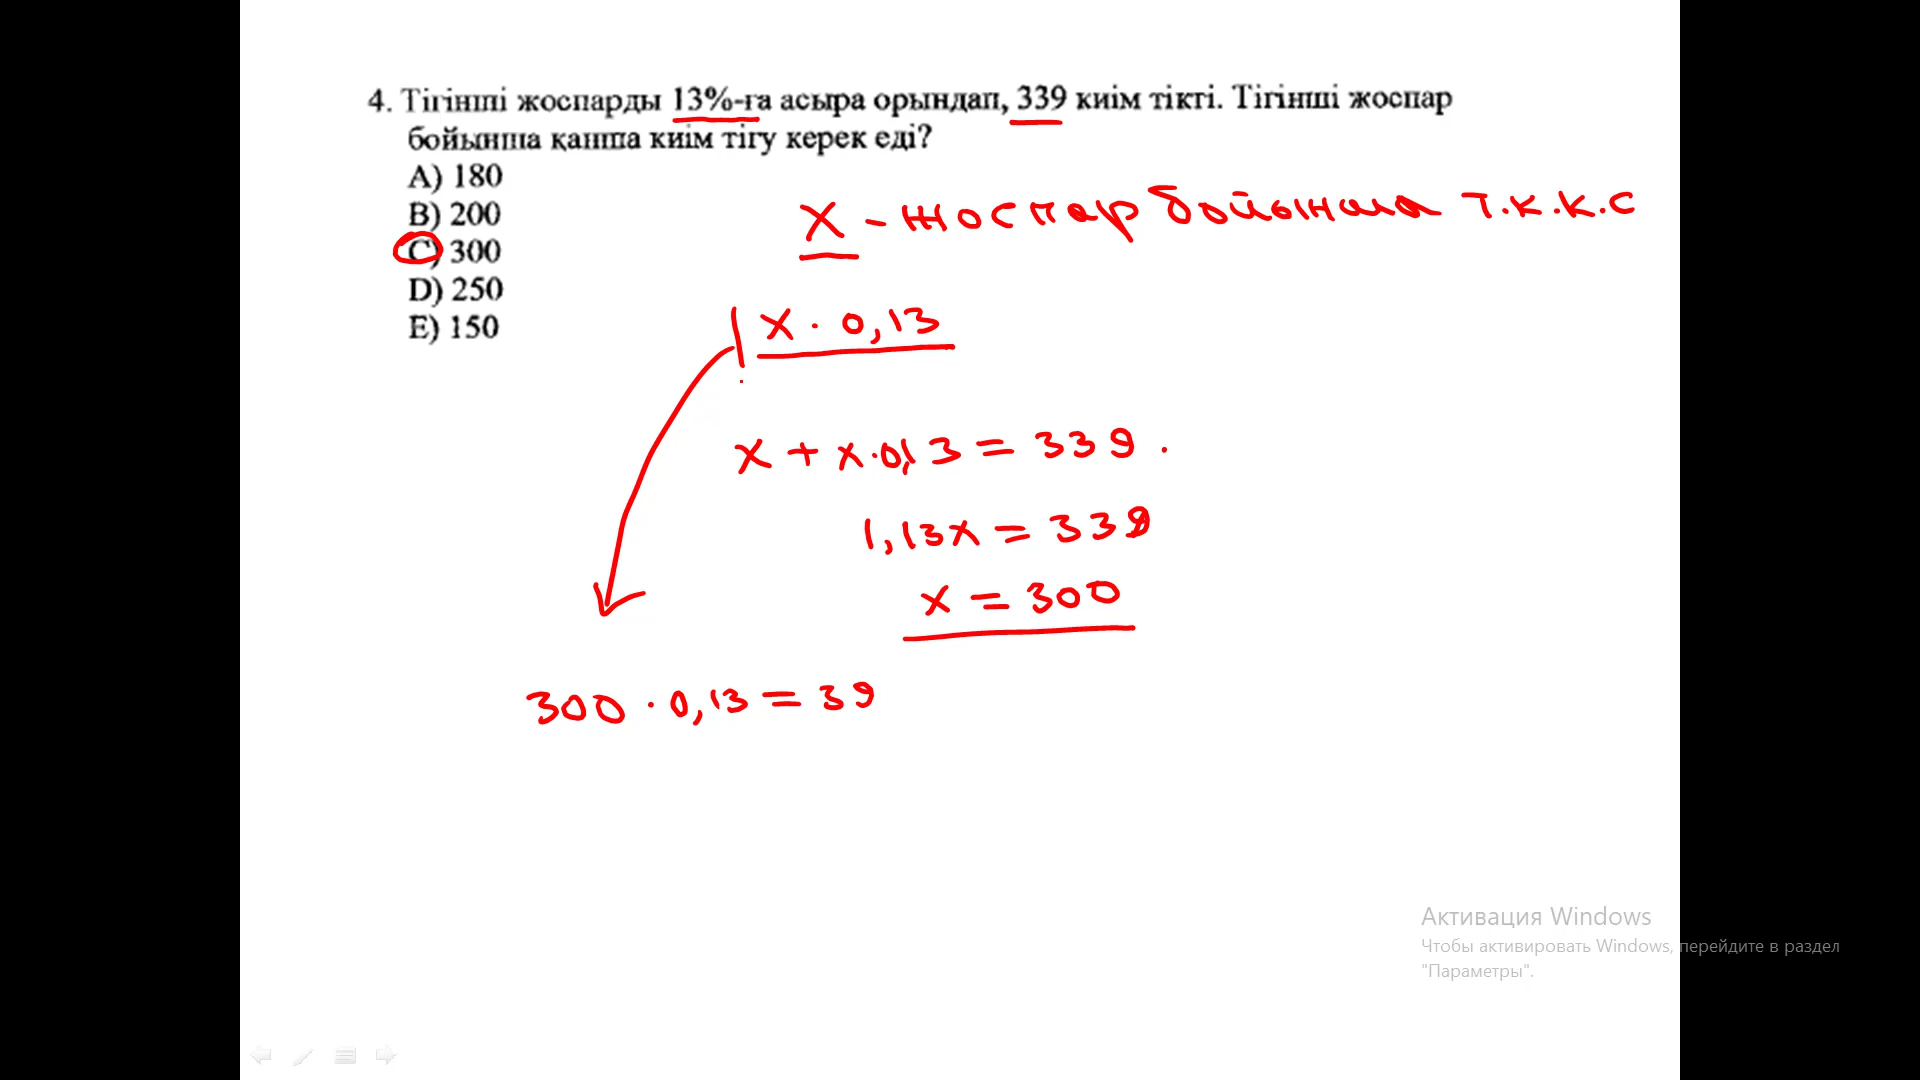 4. Тігінші жоспарды 13%-ға асыра орындап, 339 киім тікті. Тігінші жоспар
бойынша қанша киім тігу керек еді?
A) 180
B) 200
C) 300
D) 250
E) 150
x - жоспар бойынша т.к.к.с
x · 0,13
x + x·0,13 = 339.
1,13x = 339
x = 300
300 · 0,13 = 39
Активация Windows
Чтобы активировать Windows, перейдите в раздел
"Параметры".